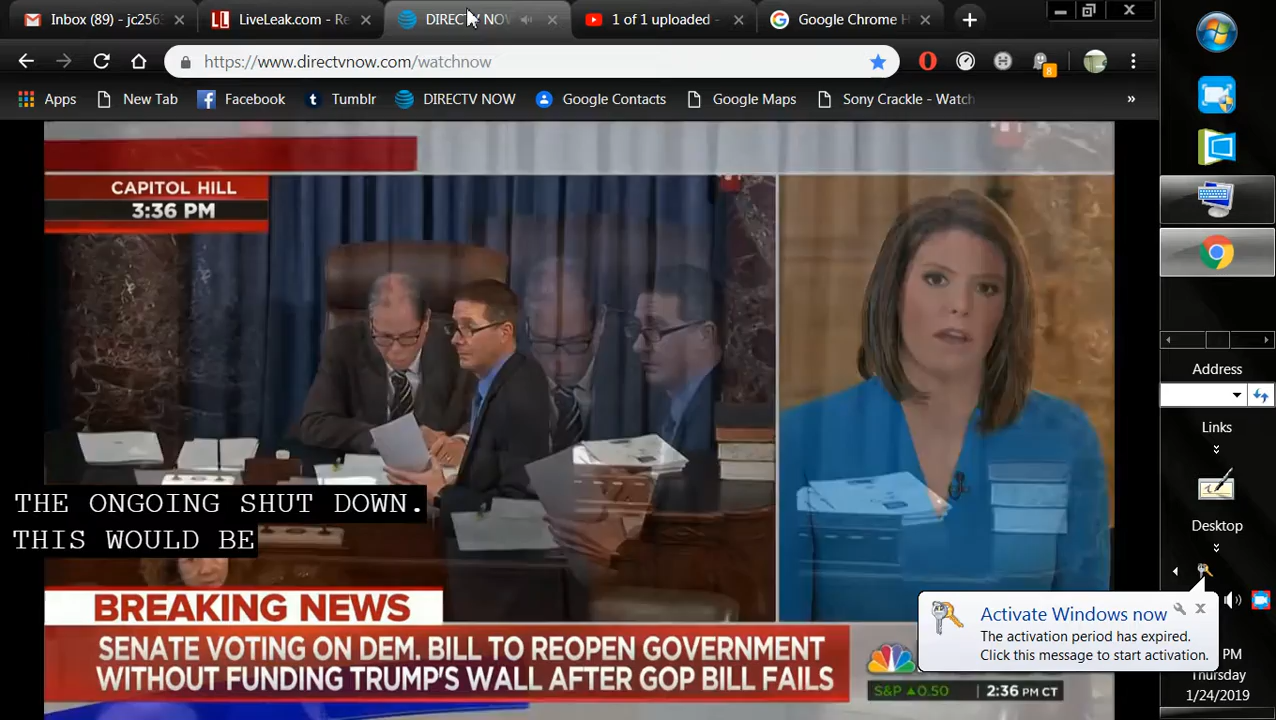 Inbox (89) - jc256
LiveLeak.com - Re
DIRECTV NOW
1 of 1 uploaded -
Google Chrome H
https://www.directvnow.com/watchnow
8
Apps
New Tab
Facebook
Tumblr
DIRECTV NOW
Google Contacts
Google Maps
Sony Crackle - Watch
»
CAPITOL HILL
3:36 PM
THE ONGOING SHUT DOWN.
THIS WOULD BE
BREAKING NEWS
SENATE VOTING ON DEM. BILL TO REOPEN GOVERNMENT
WITHOUT FUNDING TRUMP'S WALL AFTER GOP BILL FAILS
S&P ▲0.50
2:36 PM CT
Address
Links
Desktop
Activate Windows now
The activation period has expired.
Click this message to start activation.
PM
Thursday
1/24/2019